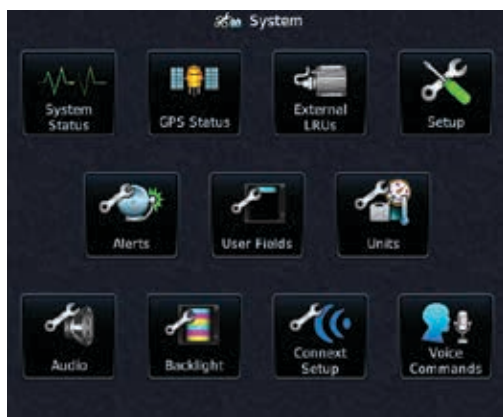 System
System
Status
GPS Status
External
LRUs
Setup
Alerts
User Fields
Units
Audio
Backlight
Connext
Setup
Voice
Commands